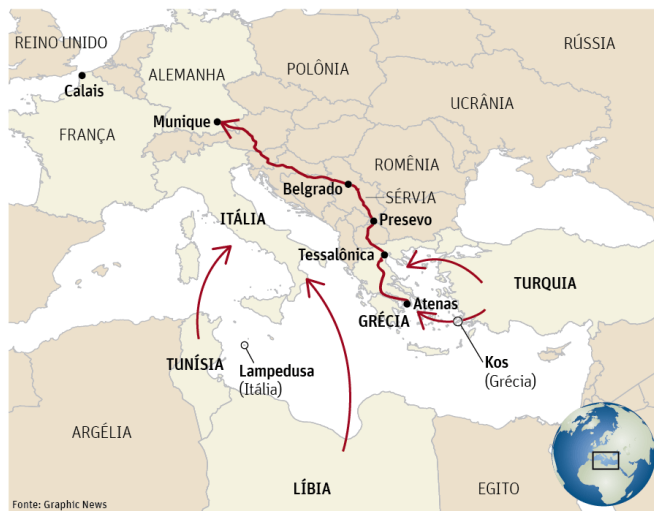 REINO UNIDO
RÚSSIA
POLÔNIA
ALEMANHA
Calais
UCRÂNIA
Munique
FRANÇA
ROMÊNIA
Belgrado
SÉRVIA
ITÁLIA
Presevo
Tessalônica
TURQUIA
Atenas
GRÉCIA
TUNÍSIA
Kos
(Grécia)
Lampedusa
(Itália)
ARGÉLIA
LÍBIA
EGITO
Fonte: Graphic News